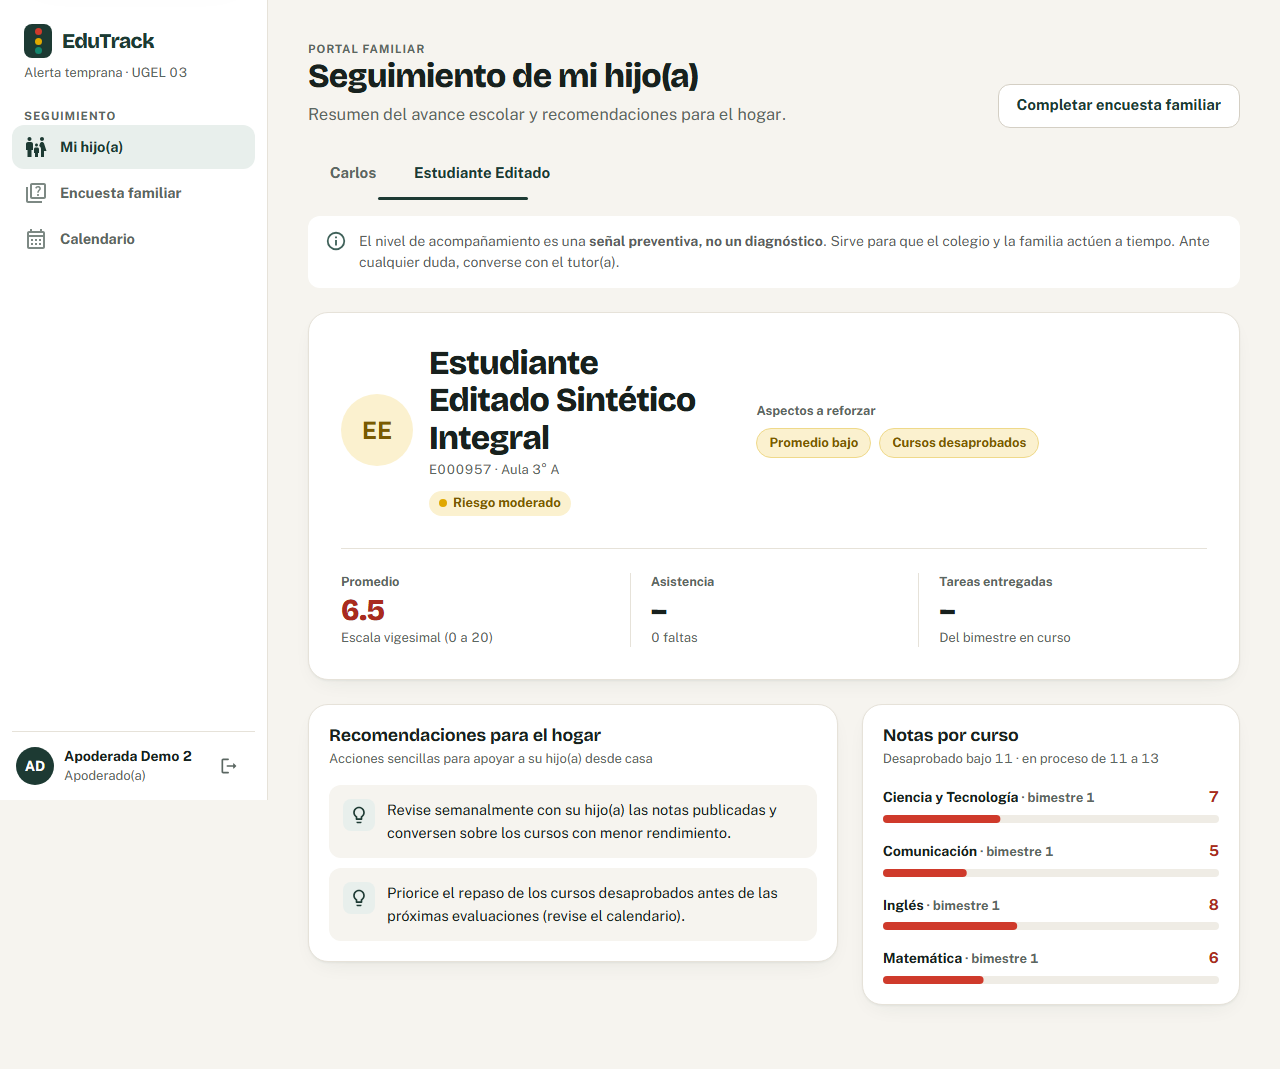 EduTrack
Alerta temprana · UGEL 03
SEGUIMIENTO
Mi hijo(a)
Encuesta familiar
Calendario
AD
Apoderada Demo 2
Apoderado(a)
PORTAL FAMILIAR
Seguimiento de mi hijo(a)
Resumen del avance escolar y recomendaciones para el hogar.
Completar encuesta familiar
Carlos
Estudiante Editado
El nivel de acompañamiento es una señal preventiva, no un diagnóstico. Sirve para que el colegio y la familia actúen a tiempo. Ante
cualquier duda, converse con el tutor(a).
EE
Estudiante
Editado Sintético
Integral
E000957 · Aula 3° A
Riesgo moderado
Aspectos a reforzar
Promedio bajo
Cursos desaprobados
Promedio
6.5
Escala vigesimal (0 a 20)
Asistencia
–
0 faltas
Tareas entregadas
–
Del bimestre en curso
Recomendaciones para el hogar
Acciones sencillas para apoyar a su hijo(a) desde casa
Revise semanalmente con su hijo(a) las notas publicadas y
conversen sobre los cursos con menor rendimiento.
Priorice el repaso de los cursos desaprobados antes de las
próximas evaluaciones (revise el calendario).
Notas por curso
Desaprobado bajo 11 · en proceso de 11 a 13
Ciencia y Tecnología · bimestre 1 7
Comunicación · bimestre 1 5
Inglés · bimestre 1 8
Matemática · bimestre 1 6